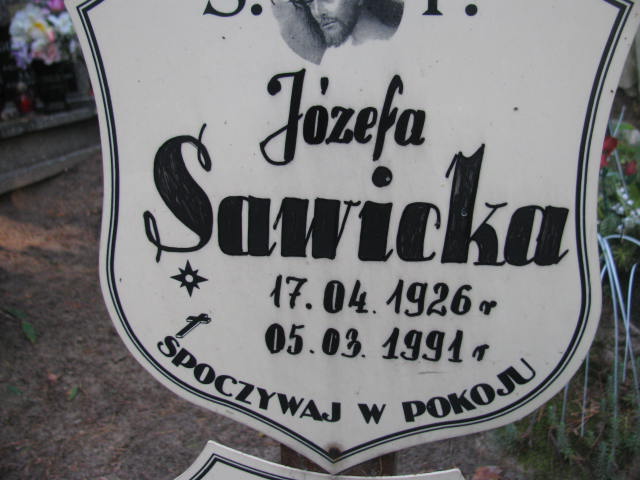 Ś. P.
Józefa
Sawicka
17.04.1926 r
05.03.1991 r
SPOCZYWAJ W POKOJU